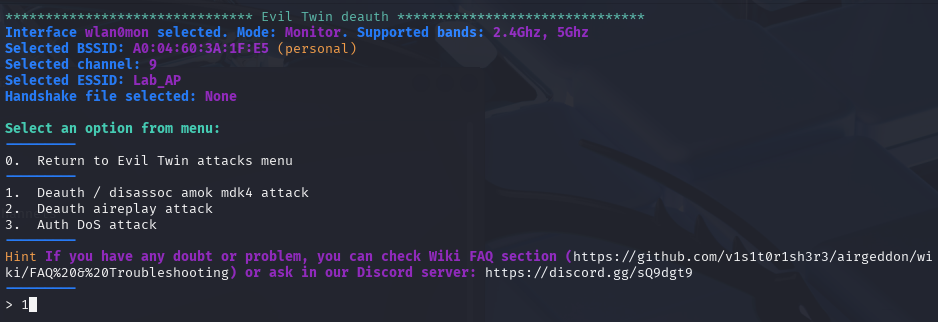 ******************************* Evil Twin deauth *******************************
Interface wlan0mon selected. Mode: Monitor. Supported bands: 2.4Ghz, 5Ghz
Selected BSSID: A0:04:60:3A:1F:E5 (personal)
Selected channel: 9
Selected ESSID: Lab_AP
Handshake file selected: None
Select an option from menu:
---------
0.  Return to Evil Twin attacks menu
---------
1.  Deauth / disassoc amok mdk4 attack
2.  Deauth aireplay attack
3.  Auth DoS attack
---------
Hint If you have any doubt or problem, you can check Wiki FAQ section (https://github.com/v1s1t0r1sh3r3/airgeddon/wi
ki/FAQ%20&%20Troubleshooting) or ask in our Discord server: https://discord.gg/sQ9dgt9
---------
> 1